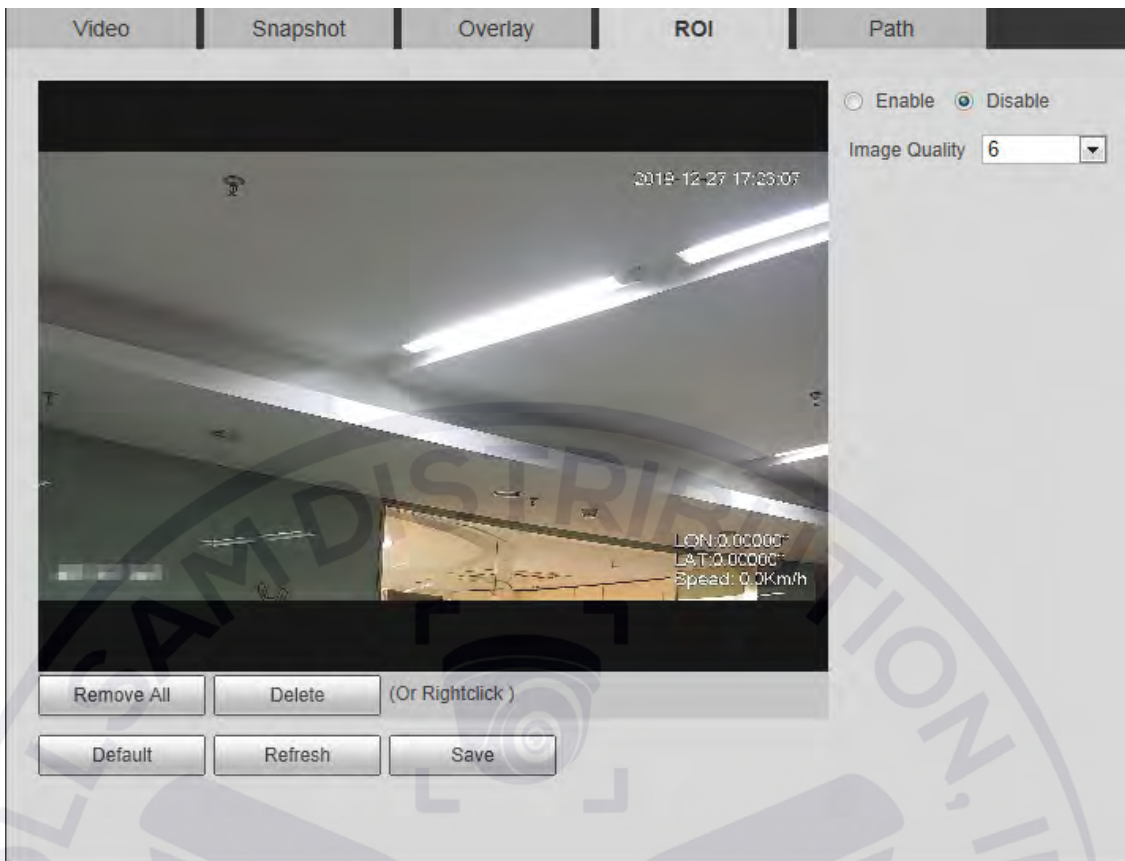 Video Snapshot Overlay ROI Path
Enable Disable
Image Quality 6
2019-12-27 17:23:07
LON:0.00000°
LAT:0.00000°
Speed: 0.0Km/h
Remove All Delete (Or Rightclick )
Default Refresh Save
DISTRIBUTION, I